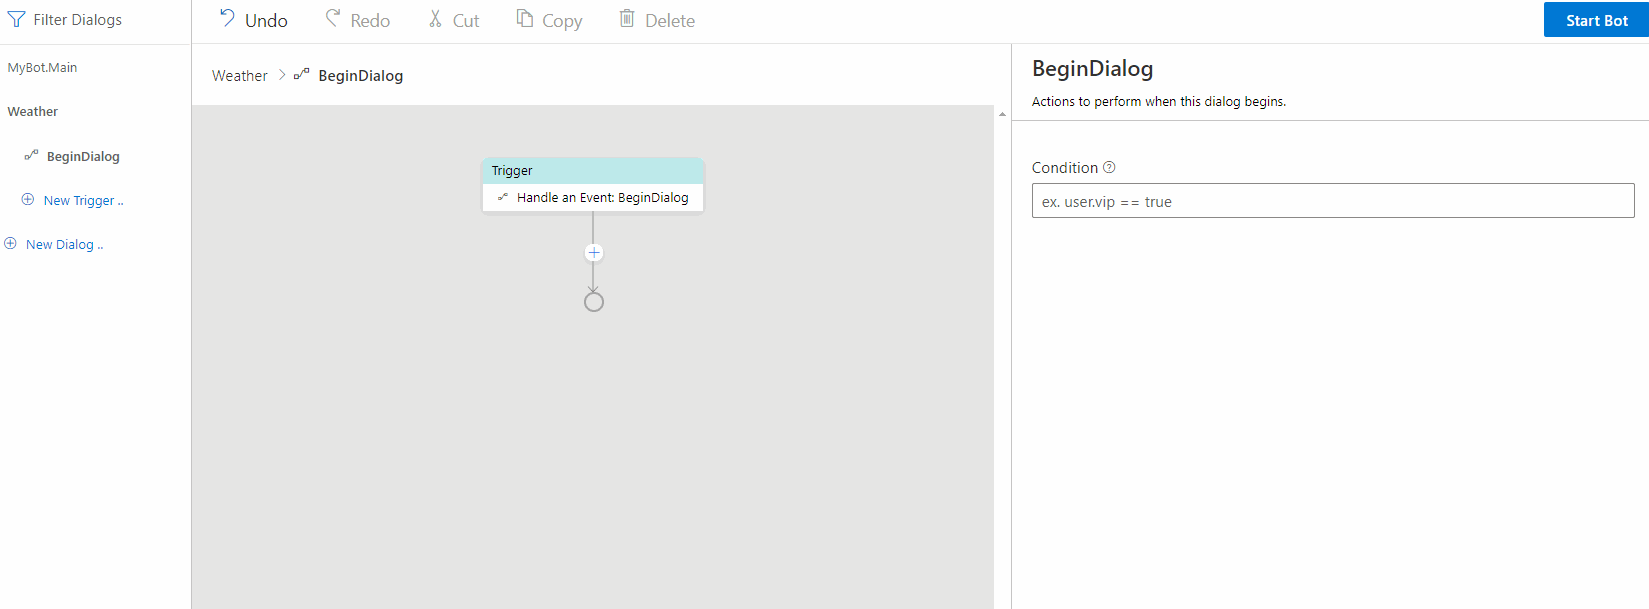 Filter Dialogs
Undo Redo Cut Copy Delete
Start Bot
MyBot.Main
Weather
BeginDialog
New Trigger ..
New Dialog ..
Weather > BeginDialog
Trigger
Handle an Event: BeginDialog
BeginDialog
Actions to perform when this dialog begins.
Condition
ex. user.vip == true